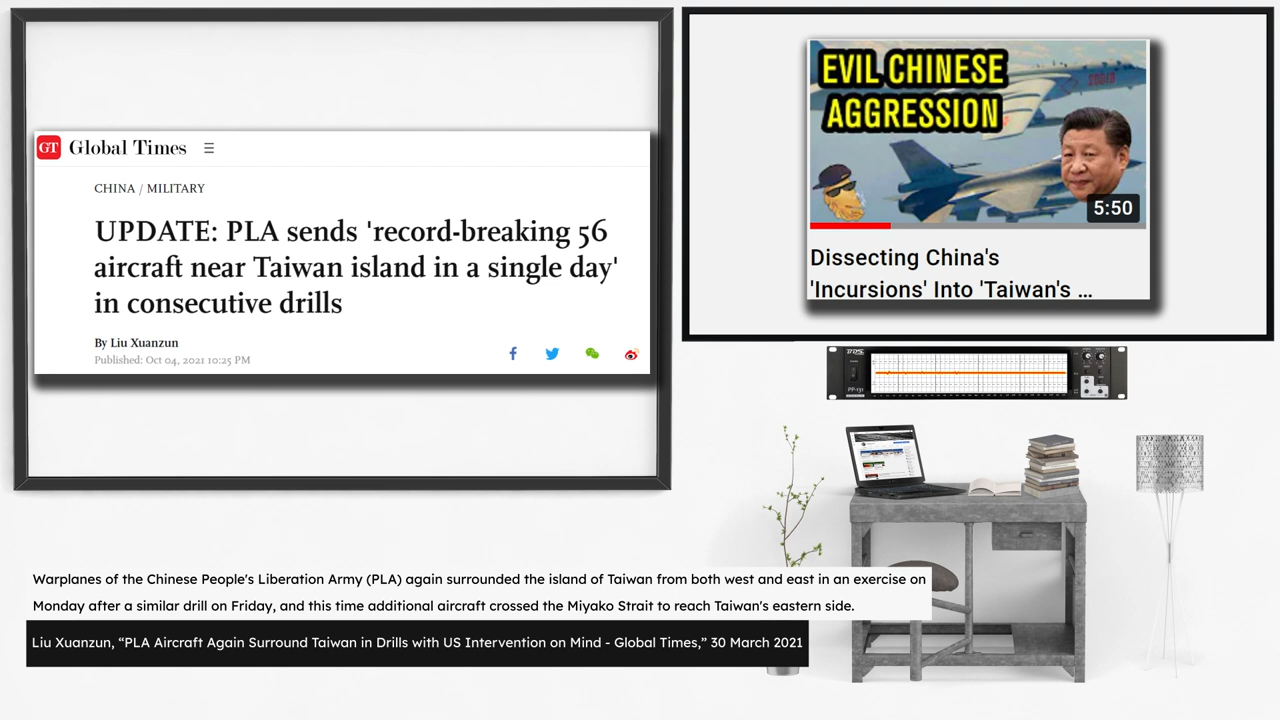 GT Global Times
CHINA / MILITARY
UPDATE: PLA sends 'record-breaking 56
aircraft near Taiwan island in a single day'
in consecutive drills
By Liu Xuanzun
Published: Oct 04, 2021 10:25 PM
EVIL CHINESE
AGGRESSION
5:50
Dissecting China's
'Incursions' Into 'Taiwan's ...
PP-131
Warplanes of the Chinese People's Liberation Army (PLA) again surrounded the island of Taiwan from both west and east in an exercise on
Monday after a similar drill on Friday, and this time additional aircraft crossed the Miyako Strait to reach Taiwan's eastern side.
Liu Xuanzun, “PLA Aircraft Again Surround Taiwan in Drills with US Intervention on Mind - Global Times,” 30 March 2021